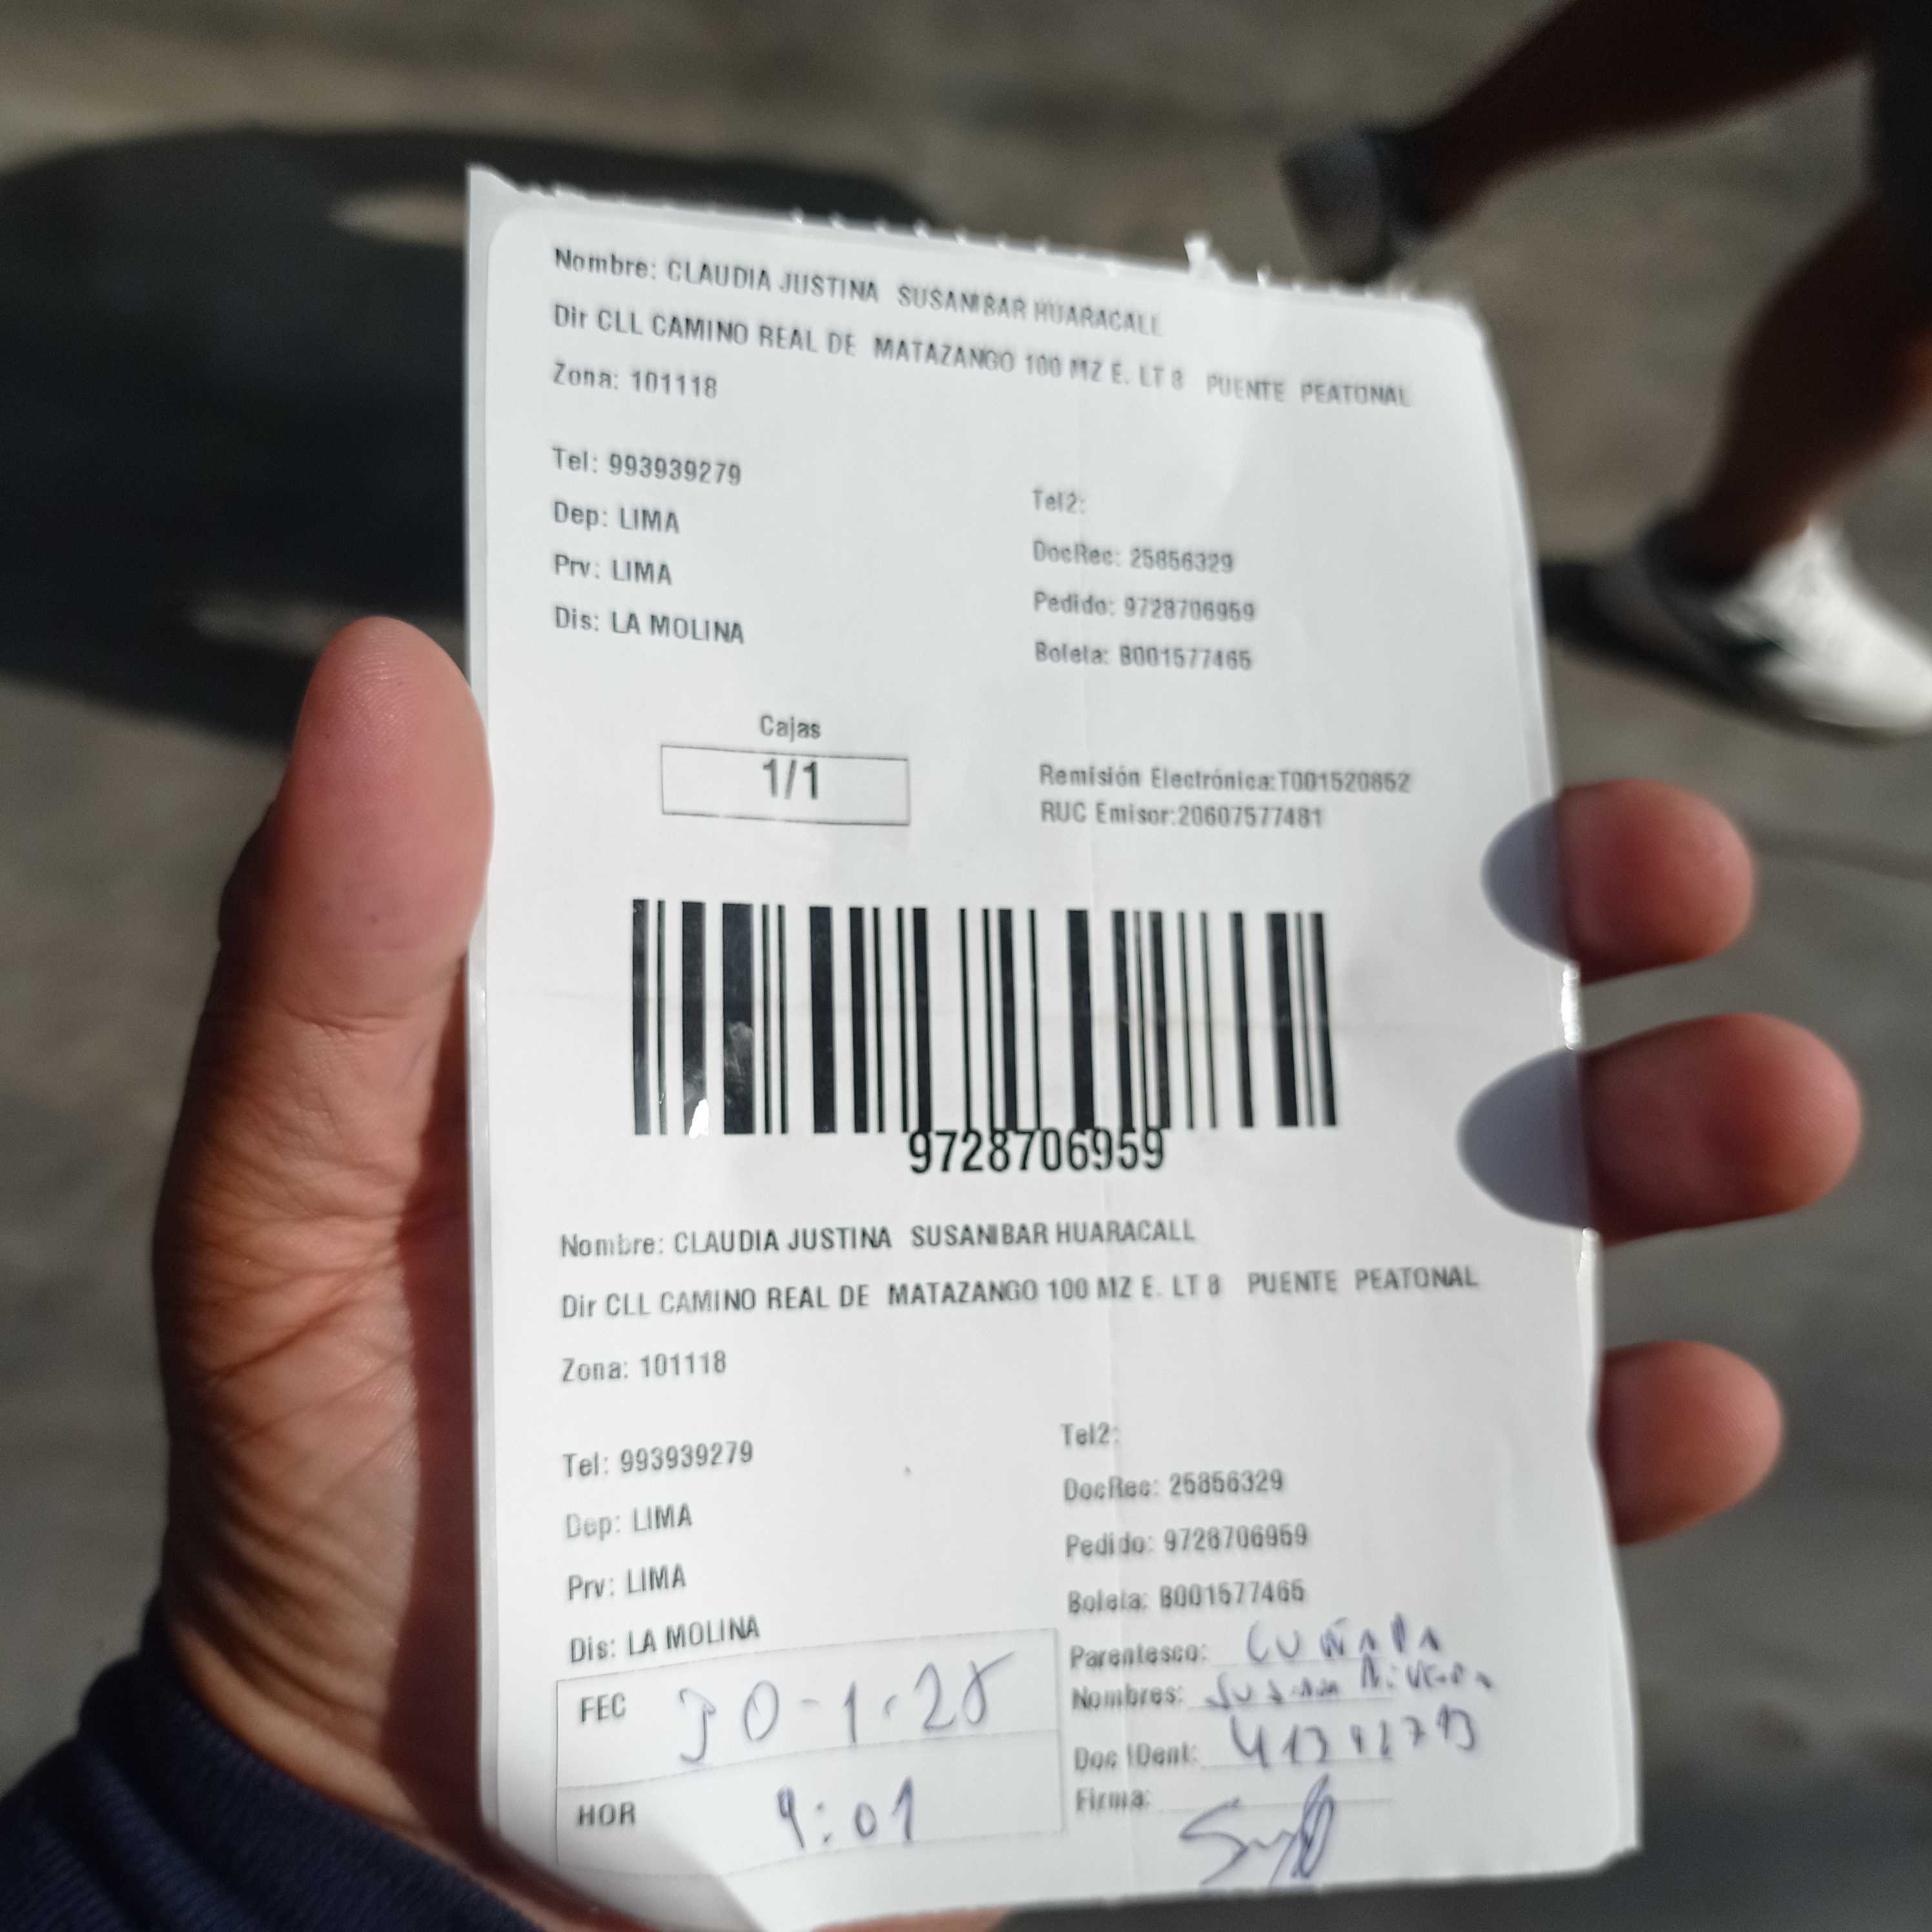 Nombre: CLAUDIA JUSTINA SUSANIBAR HUARACALL
Dir CLL CAMINO REAL DE MATAZANGO 100 MZ E. LT 8 PUENTE PEATONAL
Zona: 101118
Tel: 993939279
Tel2:
Dep: LIMA
DocRec: 25856329
Prv: LIMA
Pedido: 9728706959
Dis: LA MOLINA
Boleta: B001577465
Cajas
1/1
Remisión Electrónica:T001520852
RUC Emisor:20607577481
9728706959
Nombre: CLAUDIA JUSTINA SUSANIBAR HUARACALL
Dir CLL CAMINO REAL DE MATAZANGO 100 MZ E. LT 8 PUENTE PEATONAL
Zona: 101118
Tel: 993939279
Tel2:
Dep: LIMA
DocRec: 25856329
Prv: LIMA
Pedido: 9728706959
Dis: LA MOLINA
Boleta: B001577465
FEC 30-1-25
HOR 9:01
Parentesco: CUÑADA
Nombres: Susana
Doc IDent:
Firma: